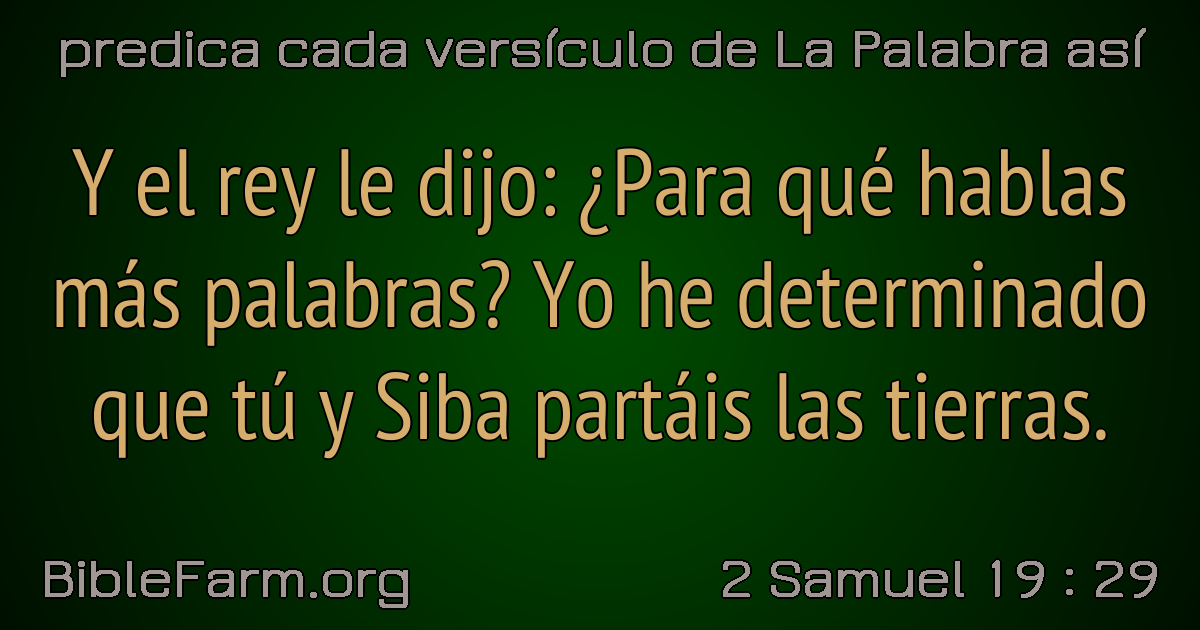 predica cada versículo de La Palabra así
Y el rey le dijo: ¿Para qué hablas
más palabras? Yo he determinado
que tú y Siba partáis las tierras.
BibleFarm.org
2 Samuel 19 : 29